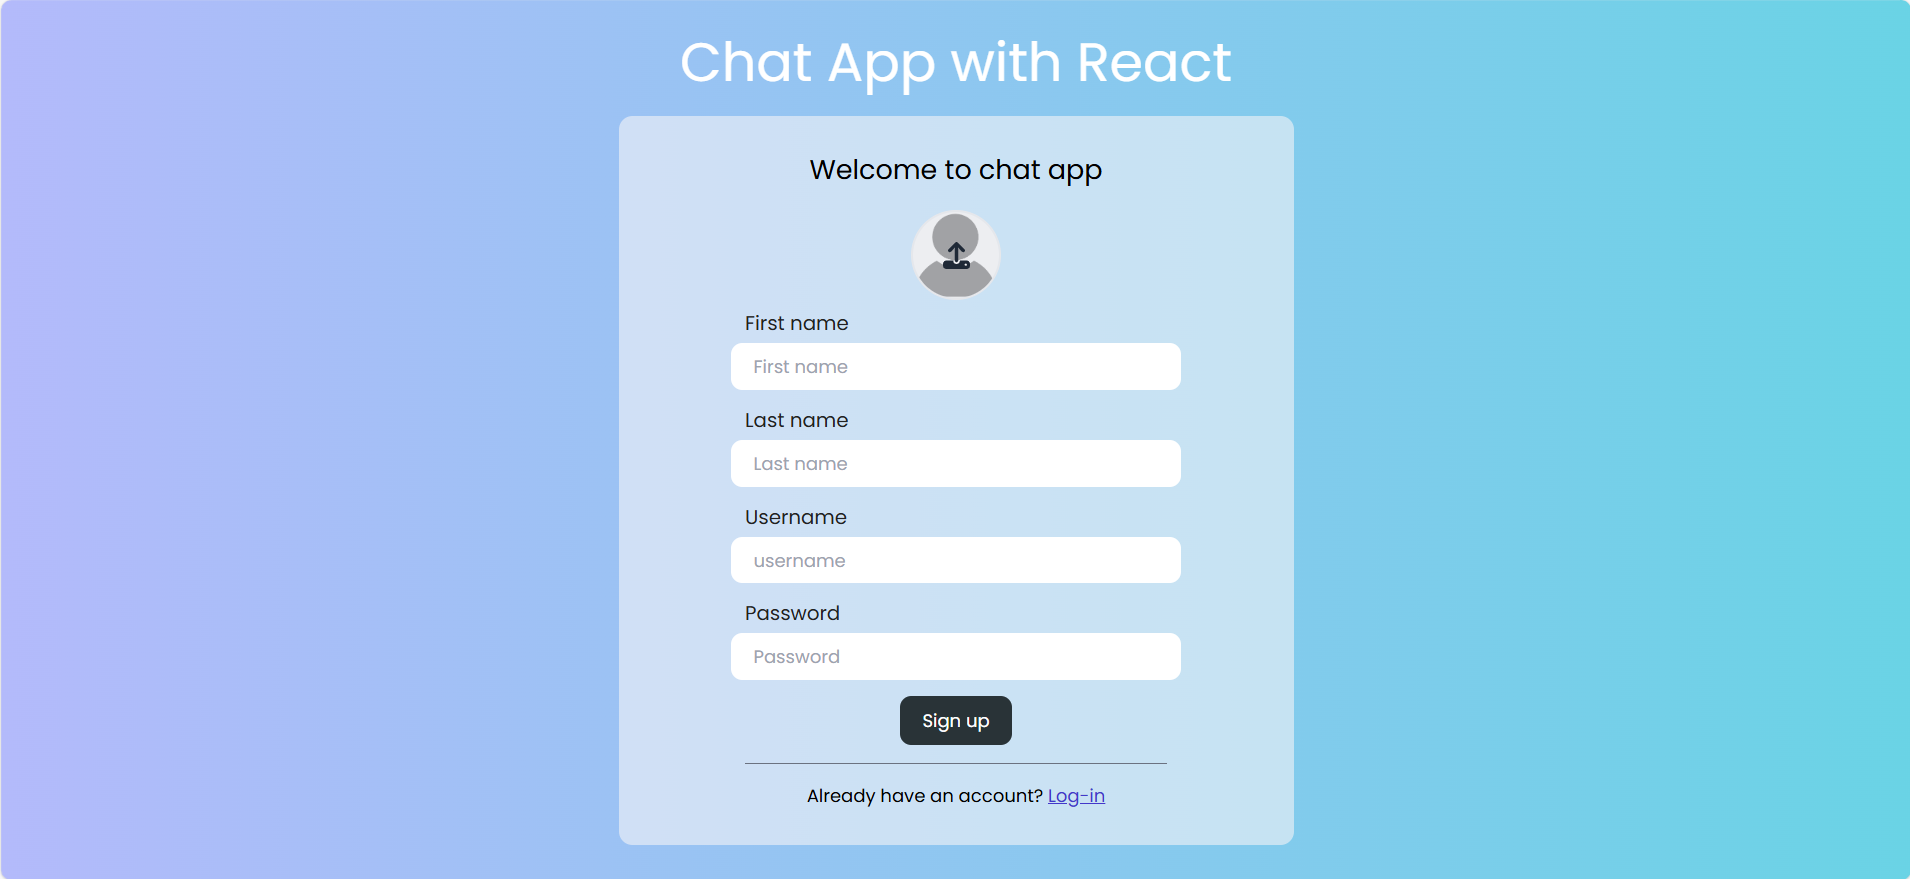 Chat App with React
Welcome to chat app
First name
First name
Last name
Last name
Username
username
Password
Password
Sign up
Already have an account? Log-in